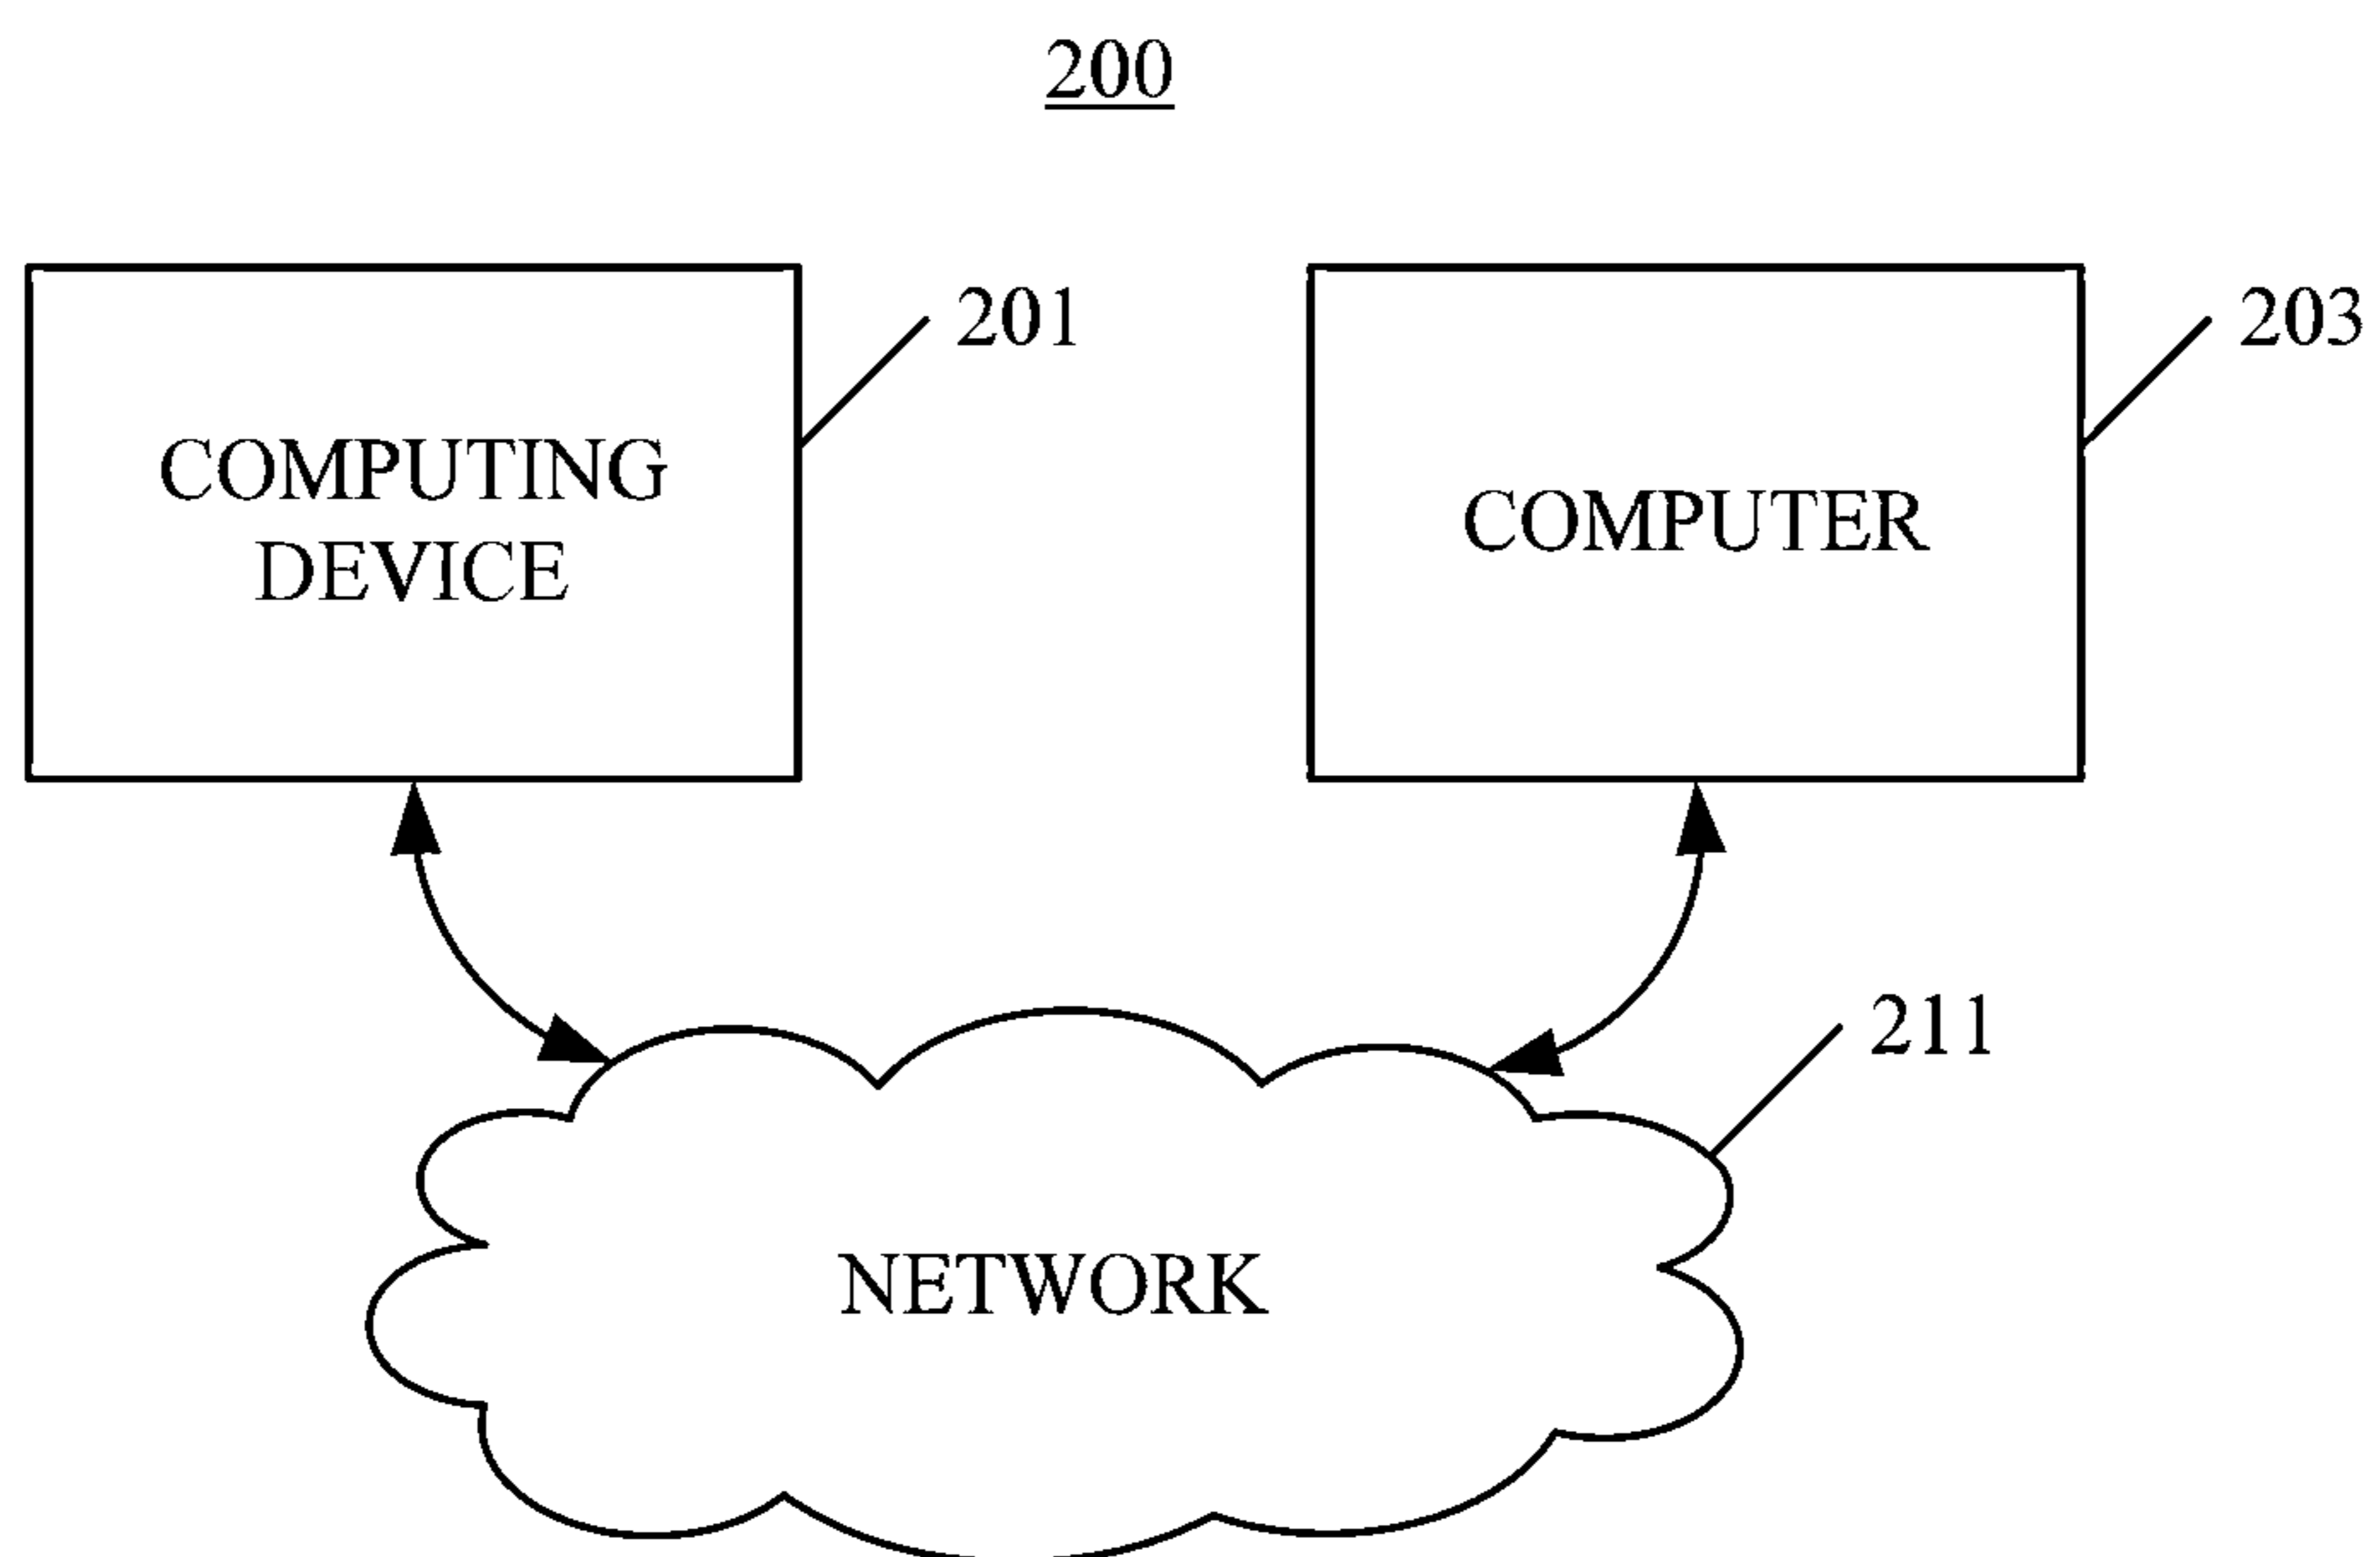 200
201
203
COMPUTING
DEVICE
COMPUTER
211
NETWORK